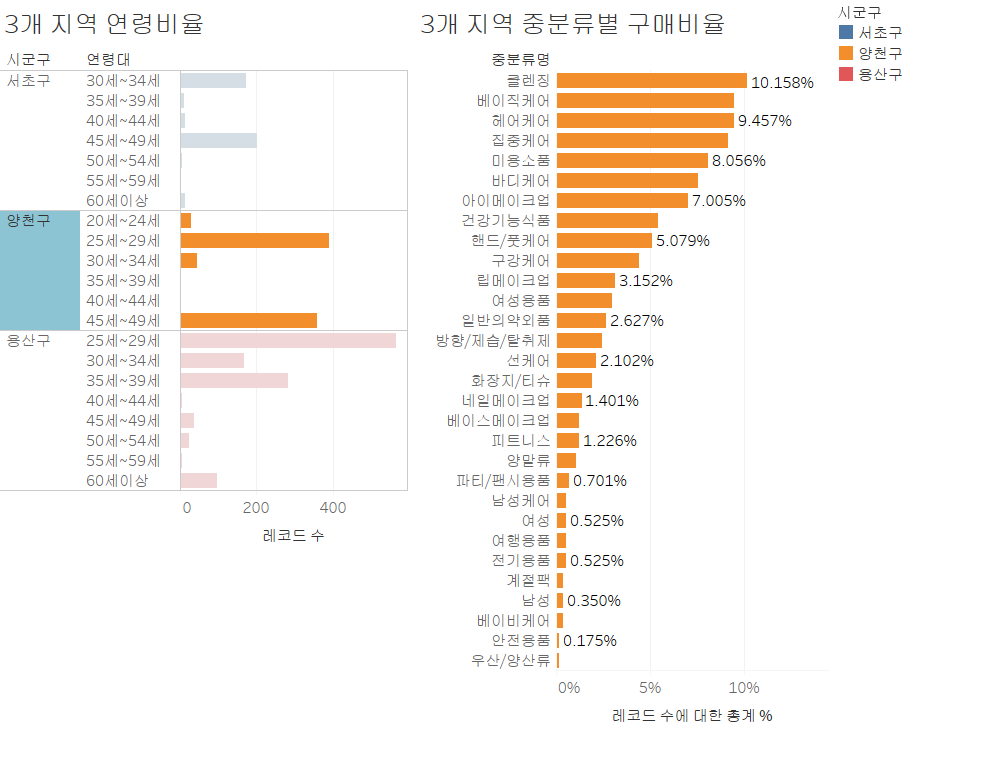 3개 지역 연령비율
시군구 연령대
서초구 30세~34세
35세~39세
40세~44세
45세~49세
50세~54세
55세~59세
60세이상
양천구 20세~24세
25세~29세
30세~34세
35세~39세
40세~44세
45세~49세
용산구 25세~29세
30세~34세
35세~39세
40세~44세
45세~49세
50세~54세
55세~59세
60세이상
0 200 400
레코드 수
3개 지역 중분류별 구매비율
중분류명
클렌징 10.158%
베이직케어
헤어케어 9.457%
집중케어
미용소품 8.056%
바디케어
아이메이크업 7.005%
건강기능식품
핸드/풋케어 5.079%
구강케어
립메이크업 3.152%
여성용품
일반의약외품 2.627%
방향/제습/탈취제
선케어 2.102%
화장지/티슈
네일메이크업 1.401%
베이스메이크업
피트니스 1.226%
양말류
파티/팬시용품 0.701%
남성케어
여성 0.525%
여행용품
전기용품 0.525%
계절팩
남성 0.350%
베이비케어
안전용품 0.175%
우산/양산류
0% 5% 10%
레코드 수에 대한 총계 %
시군구
서초구
양천구
용산구